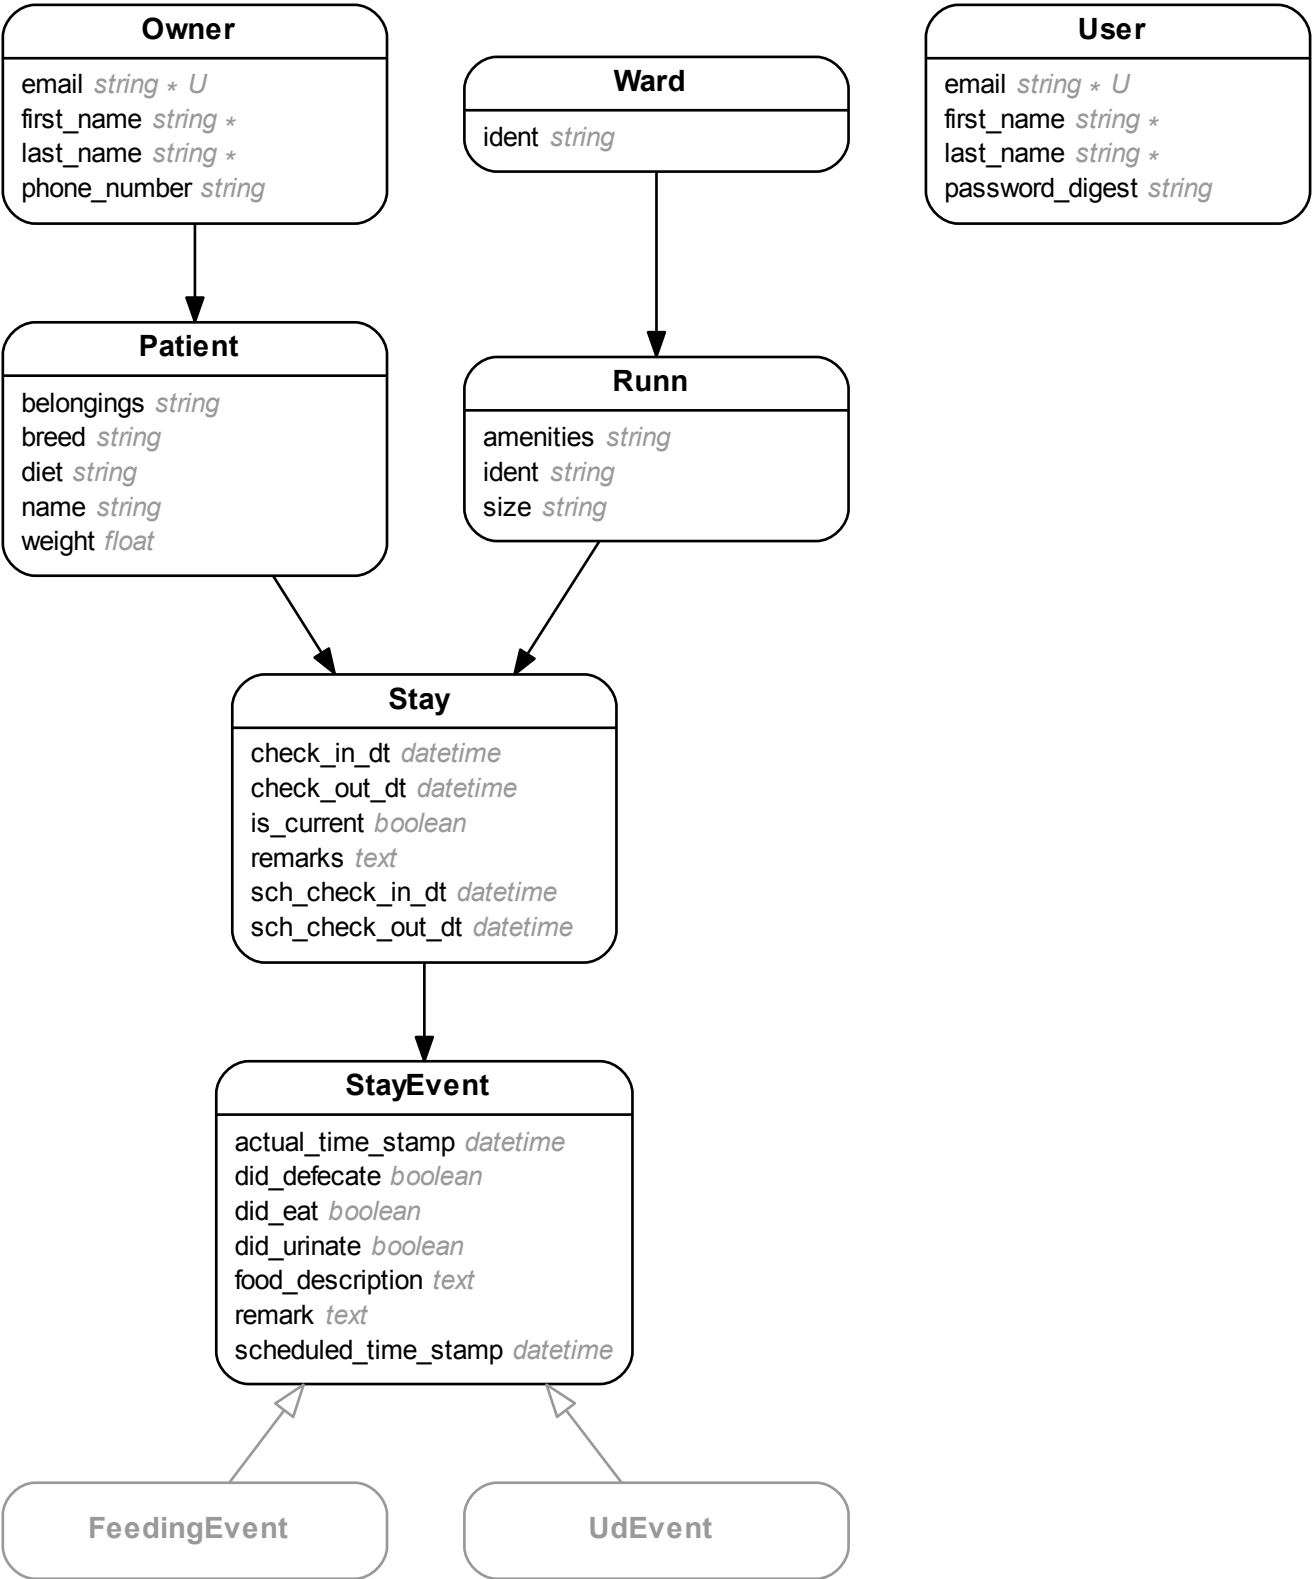 Owner
email string * U
first_name string *
last_name string *
phone_number string
Ward
ident string
User
email string * U
first_name string *
last_name string *
password_digest string
Patient
belongings string
breed string
diet string
name string
weight float
Runn
amenities string
ident string
size string
Stay
check_in_dt datetime
check_out_dt datetime
is_current boolean
remarks text
sch_check_in_dt datetime
sch_check_out_dt datetime
StayEvent
actual_time_stamp datetime
did_defecate boolean
did_eat boolean
did_urinate boolean
food_description text
remark text
scheduled_time_stamp datetime
FeedingEvent
UdEvent